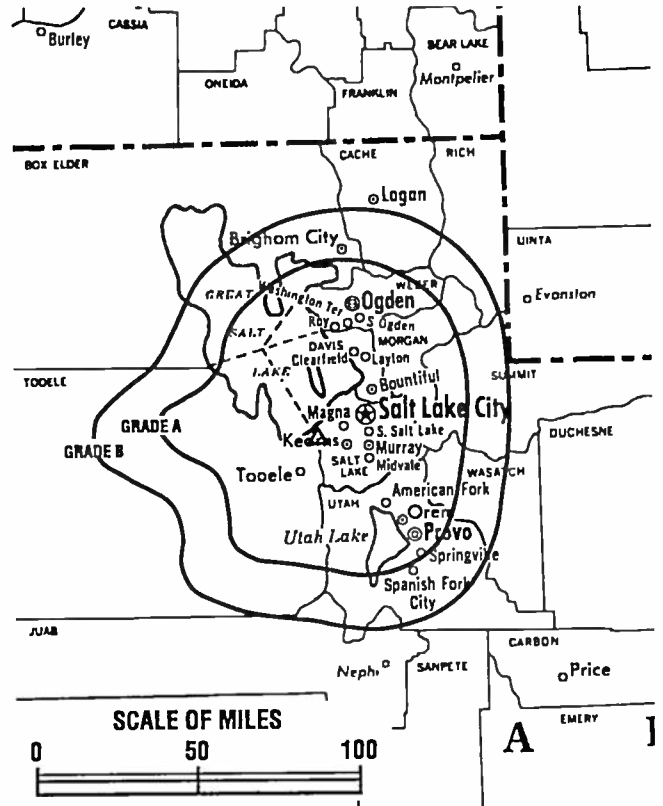 CASSIA
Burley
BEAR LAKE
Montpelier
ONEIDA
FRANKLIN
BOX ELDER
CACHE
RICH
Logan
UINTA
Brigham City
GREAT
Washington Ter
WEBER
Evanston
Ogden
Roy
S Ogden
SALT
MORGAN
DAVIS
Clearfield
Layton
LAKE
SUMMIT
TOOELE
Bountiful
Salt Lake City
Magna
GRADE A
S. Salt Lake
DUCHESNE
GRADE B
Kearns
Murray
SALT
LAKE
Midvale
WASATCH
Tooele
American Fork
UTAH
Orem
Utah Lake
Provo
Springville
Spanish Fork
City
JUAB
CARBON
Nephi
SANPETE
Price
EMERY
SCALE OF MILES
0 50 100
A